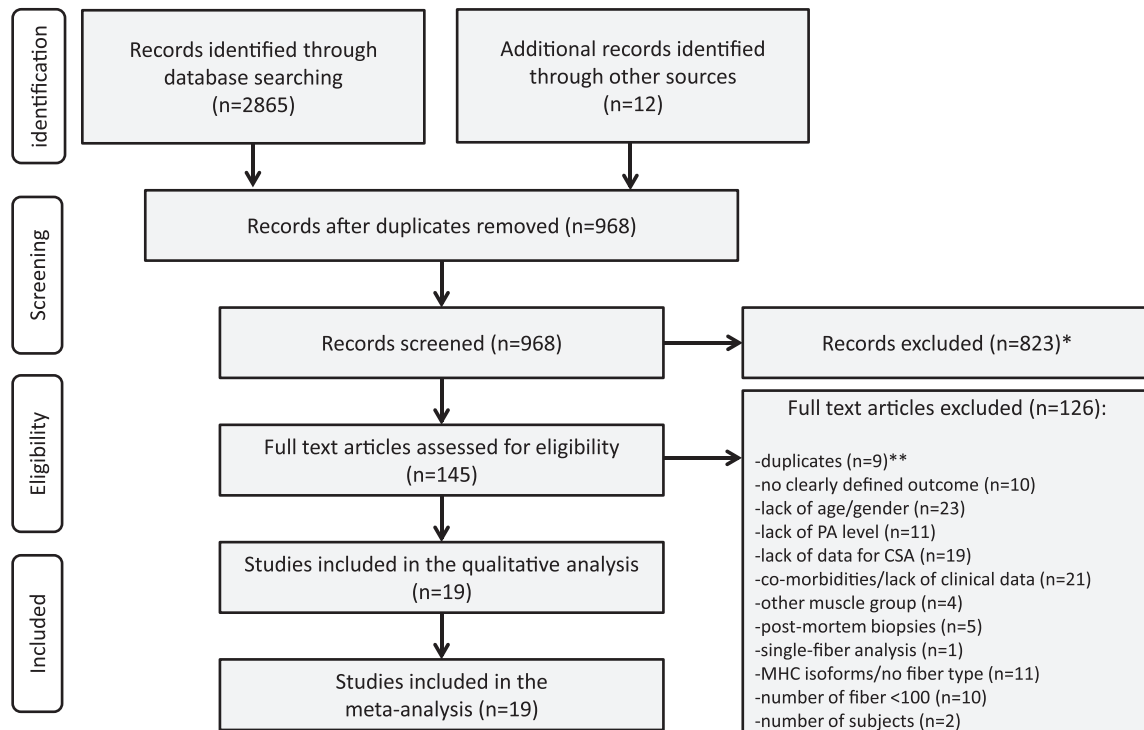 identification
Records identified through
database searching
(n=2865)
Additional records identified
through other sources
(n=12)
Screening
Records after duplicates removed (n=968)
Records screened (n=968)
Records excluded (n=823)*
Eligibility
Full text articles assessed for eligibility
(n=145)
Full text articles excluded (n=126):
-duplicates (n=9)**
-no clearly defined outcome (n=10)
-lack of age/gender (n=23)
-lack of PA level (n=11)
-lack of data for CSA (n=19)
-co-morbidities/lack of clinical data (n=21)
-other muscle group (n=4)
-post-mortem biopsies (n=5)
-single-fiber analysis (n=1)
-MHC isoforms/no fiber type (n=11)
-number of fiber <100 (n=10)
-number of subjects (n=2)
Included
Studies included in the qualitative analysis
(n=19)
Studies included in the
meta-analysis (n=19)